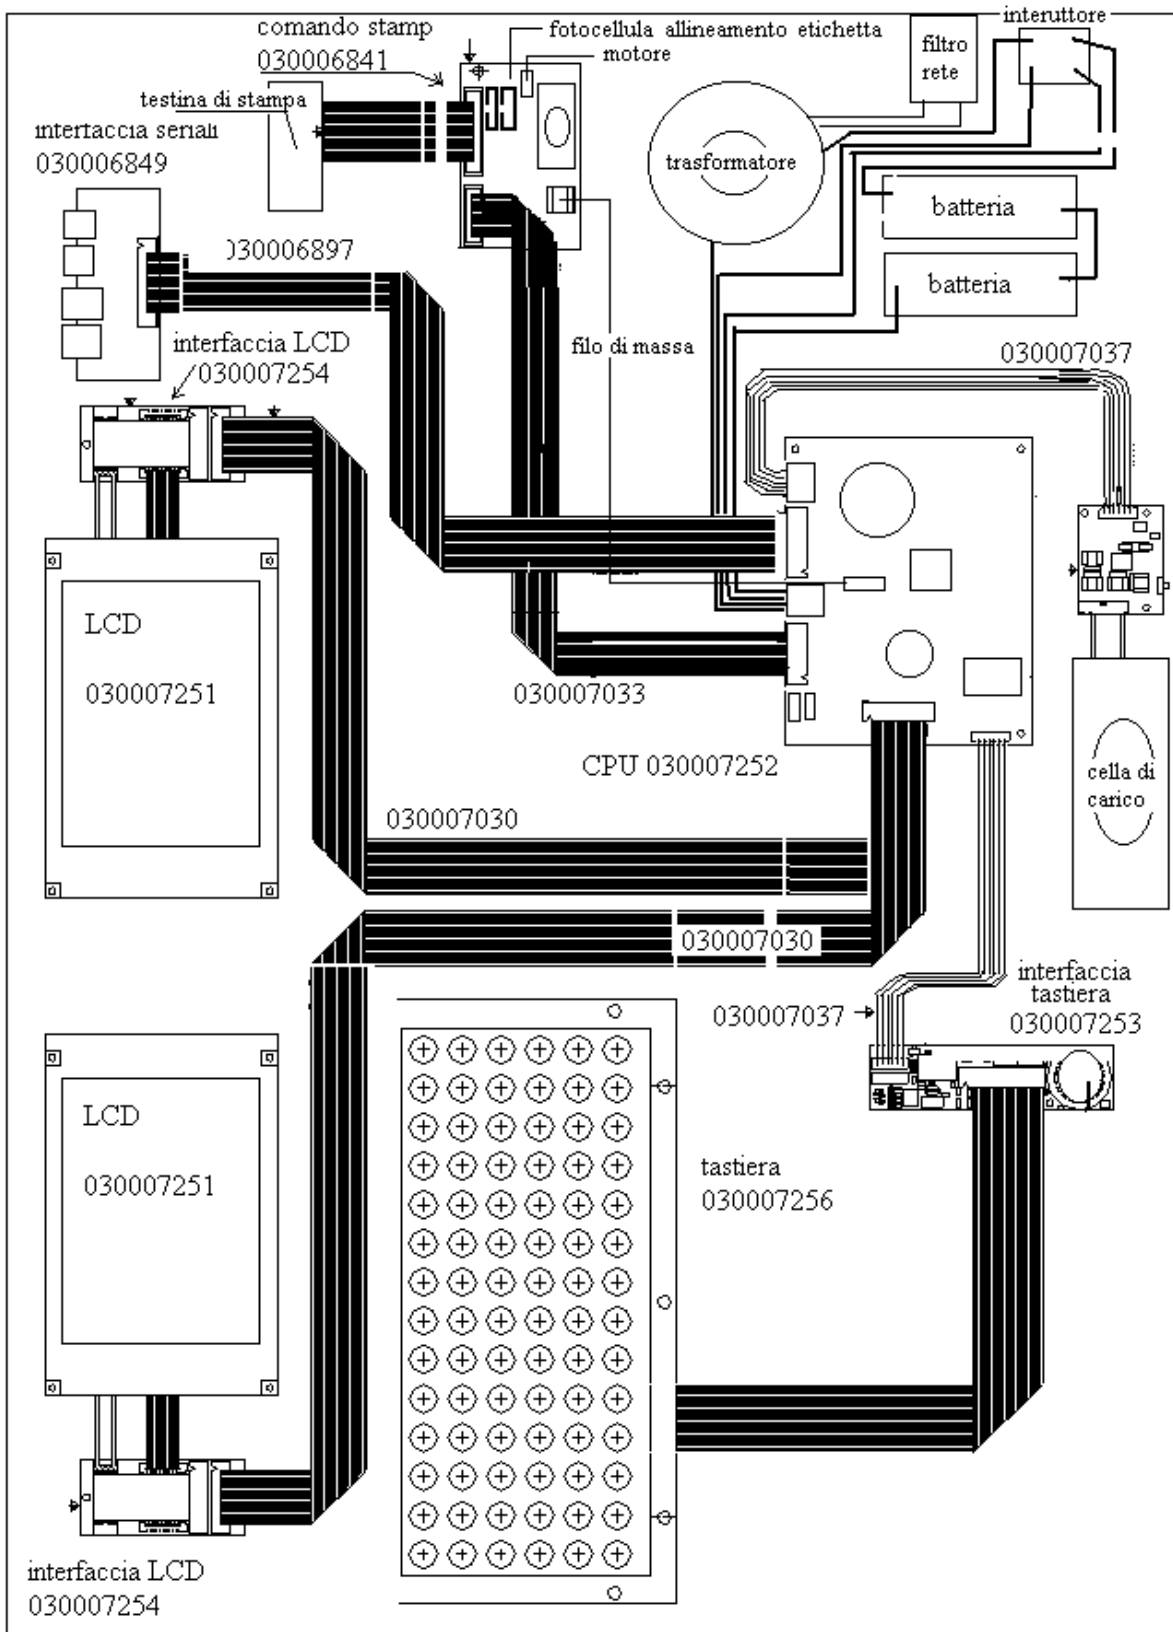 comando stamp
030006841
fotocellula allineamento etichetta
motore
interuttore
filtro
rete
testina di stampa
interfaccia seriali
030006849
trasformatore
batteria
batteria
030006897
interfaccia LCD
030007254
filo di massa
030007037
LCD
030007251
030007033
CPU 030007252
cella di
carico
030007030
030007030
interfaccia
tastiera
030007253
030007037
LCD
030007251
tastiera
030007256
interfaccia LCD
030007254